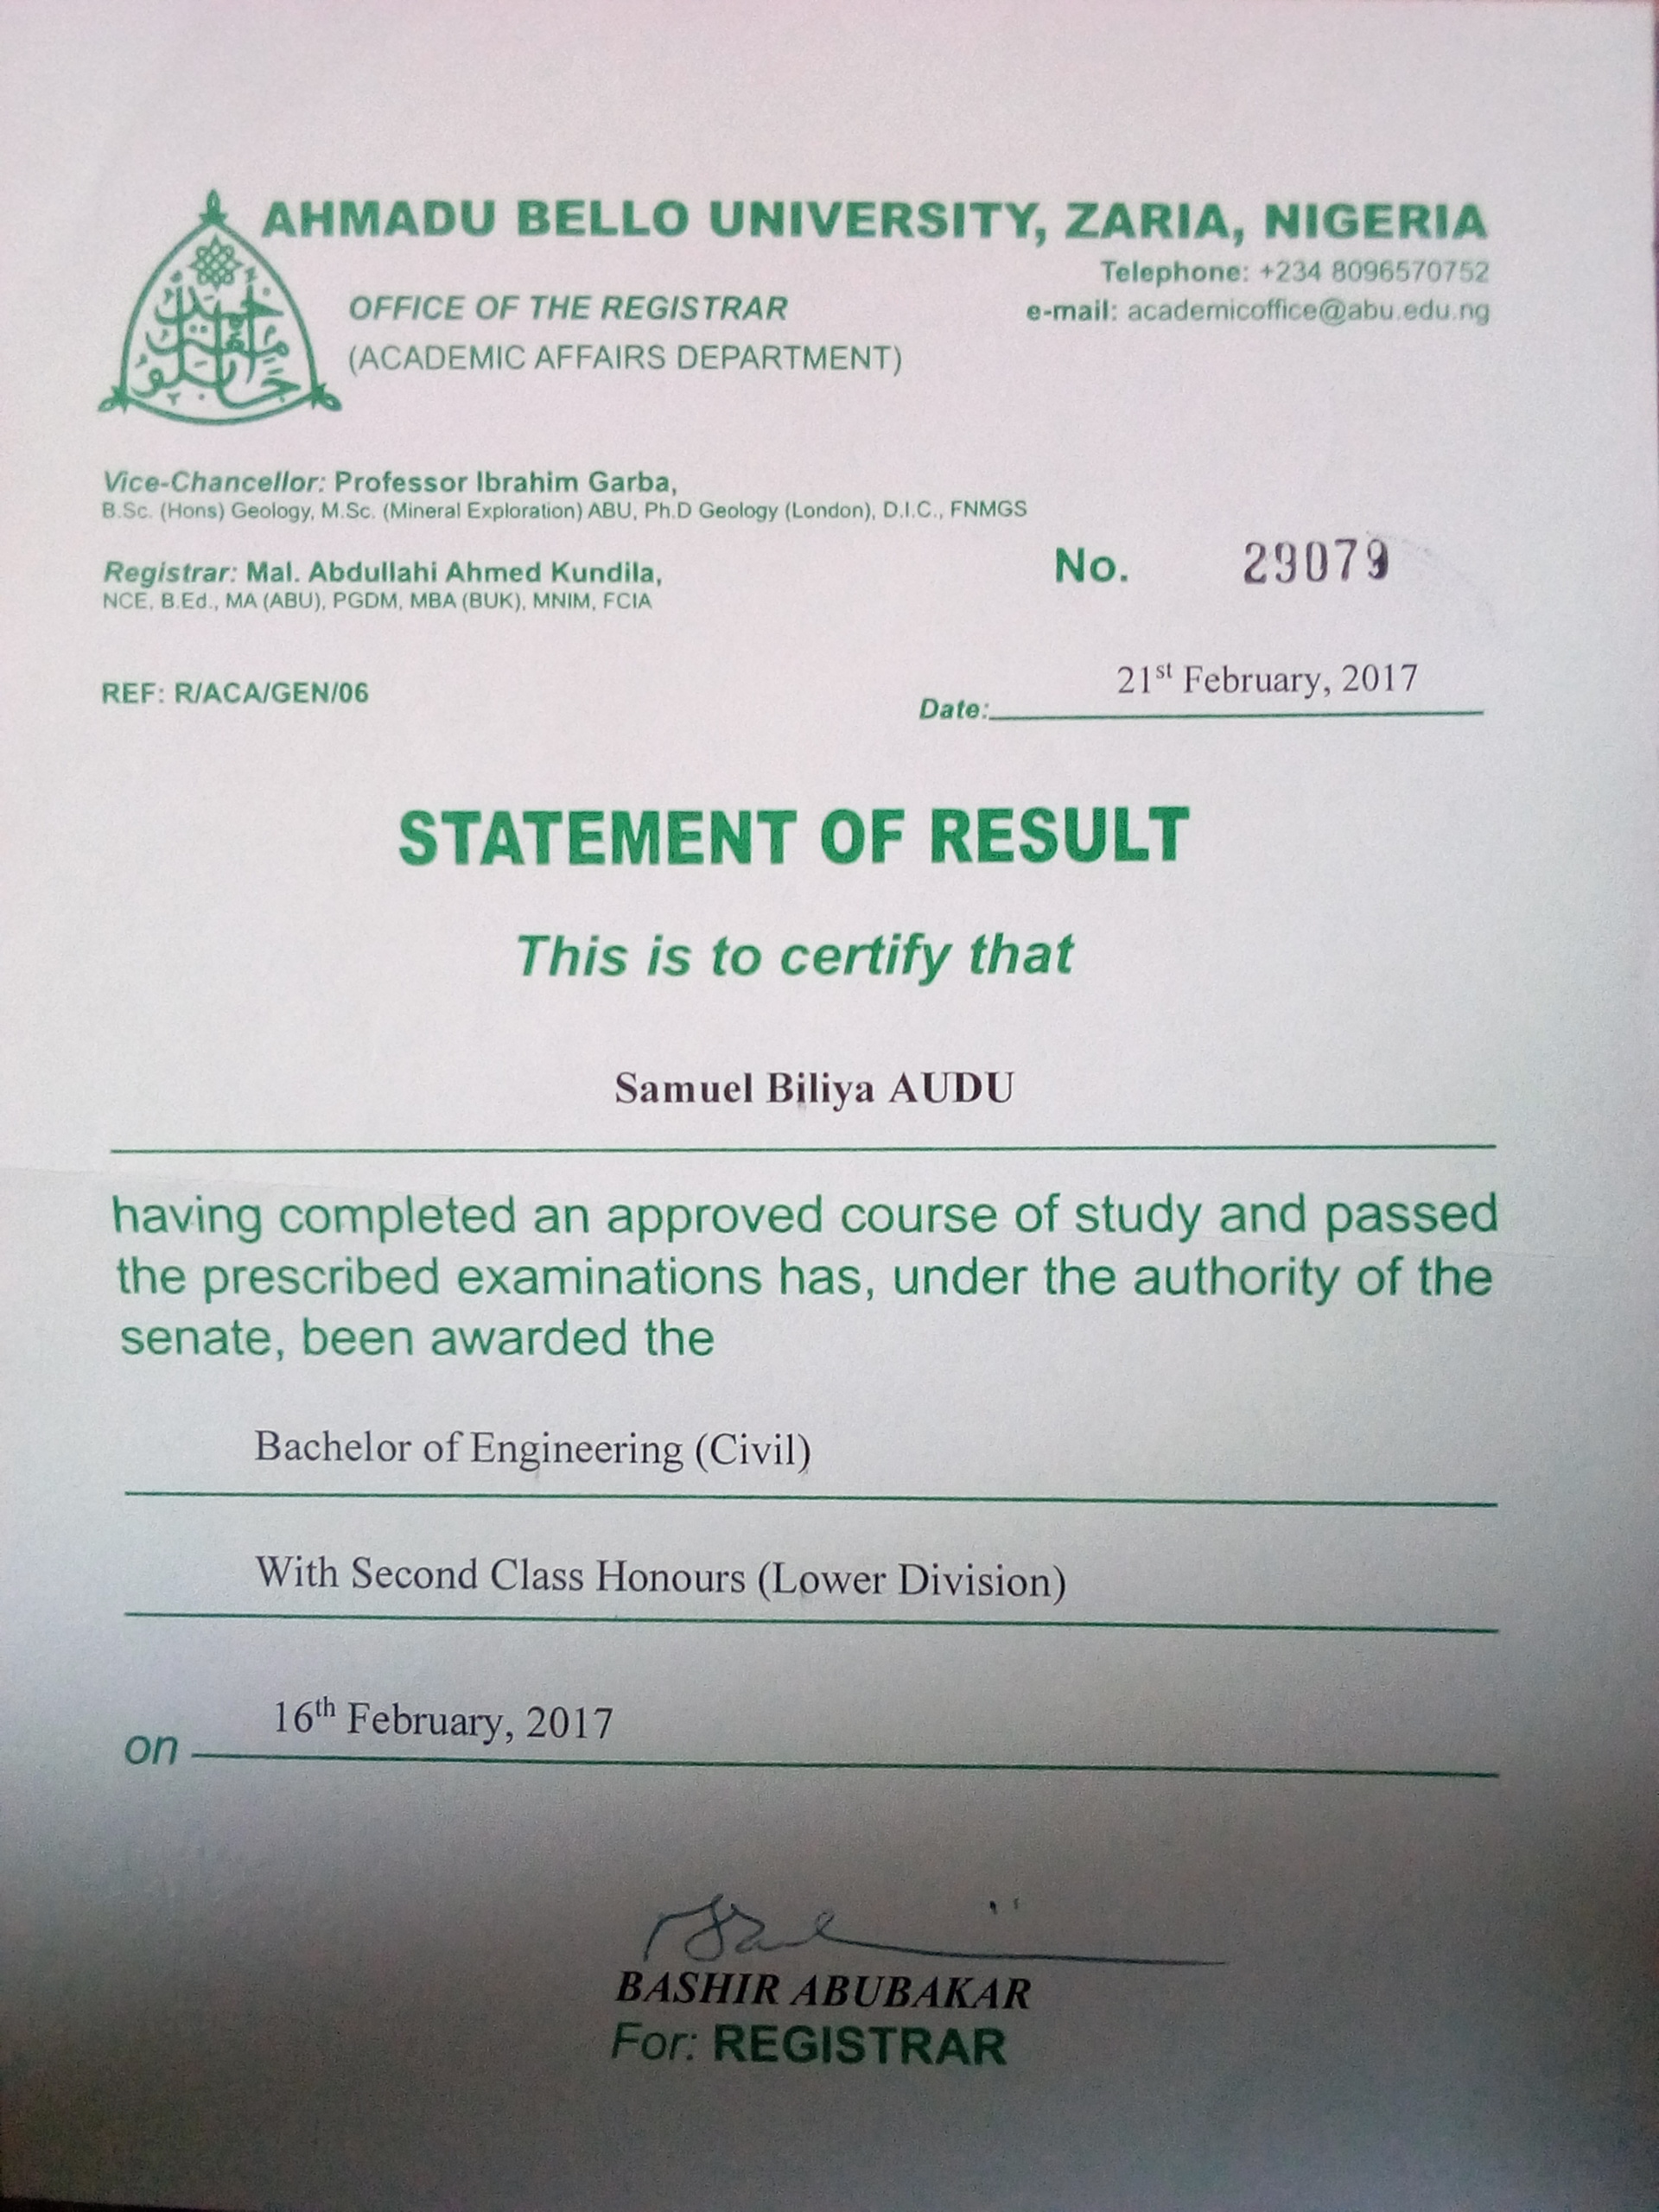 AHMADU BELLO UNIVERSITY, ZARIA, NIGERIA
Telephone: +234 8096570752
OFFICE OF THE REGISTRAR
e-mail: academicoffice@abu.edu.ng
(ACADEMIC AFFAIRS DEPARTMENT)
Vice-Chancellor: Professor Ibrahim Garba,
B.Sc. (Hons) Geology, M.Sc. (Mineral Exploration) ABU, Ph.D Geology (London), D.I.C., FNMGS
Registrar: Mal. Abdullahi Ahmed Kundila,
No. 29079
NCE, B.Ed., MA (ABU), PGDM, MBA (BUK), MNIM, FCIA
REF: R/ACA/GEN/06
Date: 21st February, 2017
STATEMENT OF RESULT
This is to certify that
Samuel Biliya AUDU
having completed an approved course of study and passed
the prescribed examinations has, under the authority of the
senate, been awarded the
Bachelor of Engineering (Civil)
With Second Class Honours (Lower Division)
on 16th February, 2017
BASHIR ABUBAKAR
For: REGISTRAR